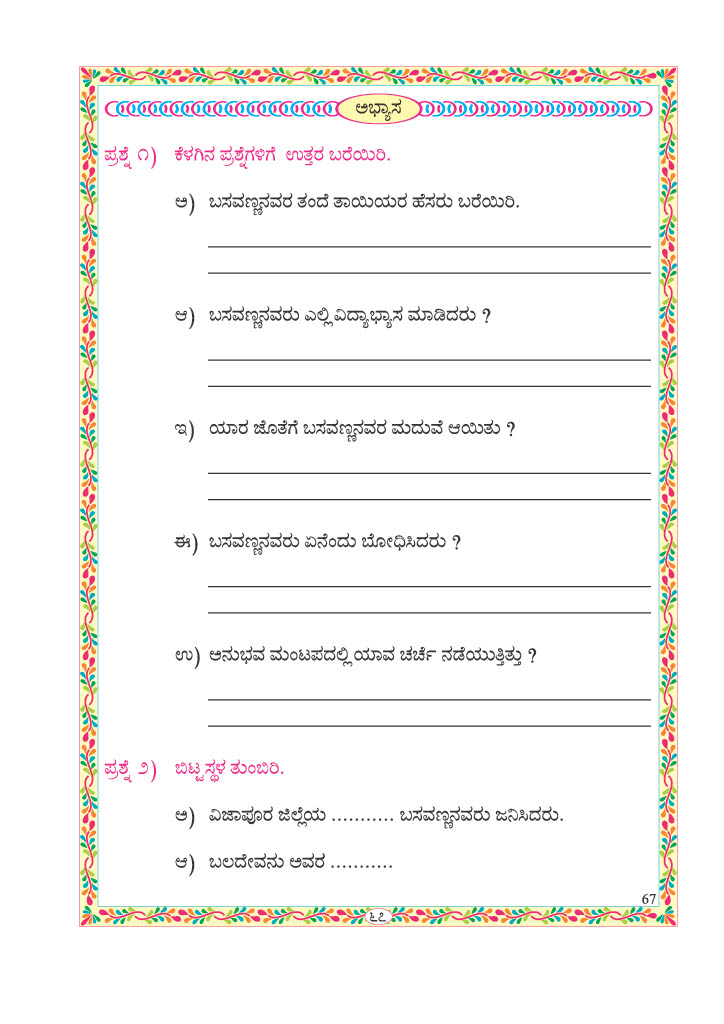 ಅಭ್ಯಾಸ
ಪ್ರಶ್ನೆ ೧) ಕೆಳಗಿನ ಪ್ರಶ್ನೆಗಳಿಗೆ ಉತ್ತರ ಬರೆಯಿರಿ.
ಅ) ಬಸವಣ್ಣನವರ ತಂದೆ ತಾಯಿಯರ ಹೆಸರು ಬರೆಯಿರಿ.
ಆ) ಬಸವಣ್ಣನವರು ಎಲ್ಲಿ ವಿದ್ಯಾಭ್ಯಾಸ ಮಾಡಿದರು ?
ಇ) ಯಾರ ಜೊತೆಗೆ ಬಸವಣ್ಣನವರ ಮದುವೆ ಆಯಿತು ?
ಈ) ಬಸವಣ್ಣನವರು ಏನೆಂದು ಬೋಧಿಸಿದರು ?
ಉ) ಅನುಭವ ಮಂಟಪದಲ್ಲಿ ಯಾವ ಚರ್ಚೆ ನಡೆಯುತ್ತಿತ್ತು ?
ಪ್ರಶ್ನೆ ೨) ಬಿಟ್ಟ ಸ್ಥಳ ತುಂಬಿರಿ.
ಅ) ವಿಜಾಪೂರ ಜಿಲ್ಲೆಯ ........... ಬಸವಣ್ಣನವರು ಜನಿಸಿದರು.
ಆ) ಬಲದೇವನು ಅವರ ...........
67
೬೭